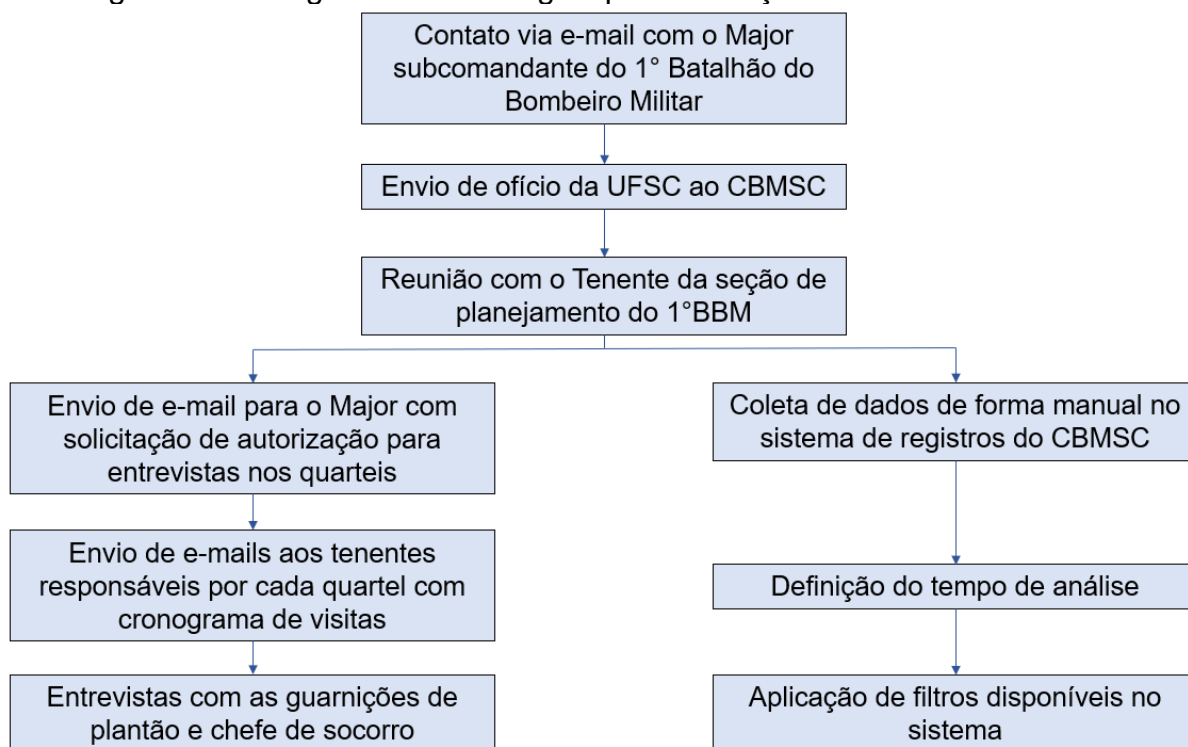 Contato via e-mail com o Major
subcomandante do 1° Batalhão do
Bombeiro Militar
Envio de ofício da UFSC ao CBMSC
Reunião com o Tenente da seção de
planejamento do 1°BBM
Envio de e-mail para o Major com
solicitação de autorização para
entrevistas nos quarteis
Envio de e-mails aos tenentes
responsáveis por cada quartel com
cronograma de visitas
Entrevistas com as guarnições de
plantão e chefe de socorro
Coleta de dados de forma manual no
sistema de registros do CBMSC
Definição do tempo de análise
Aplicação de filtros disponíveis no
sistema